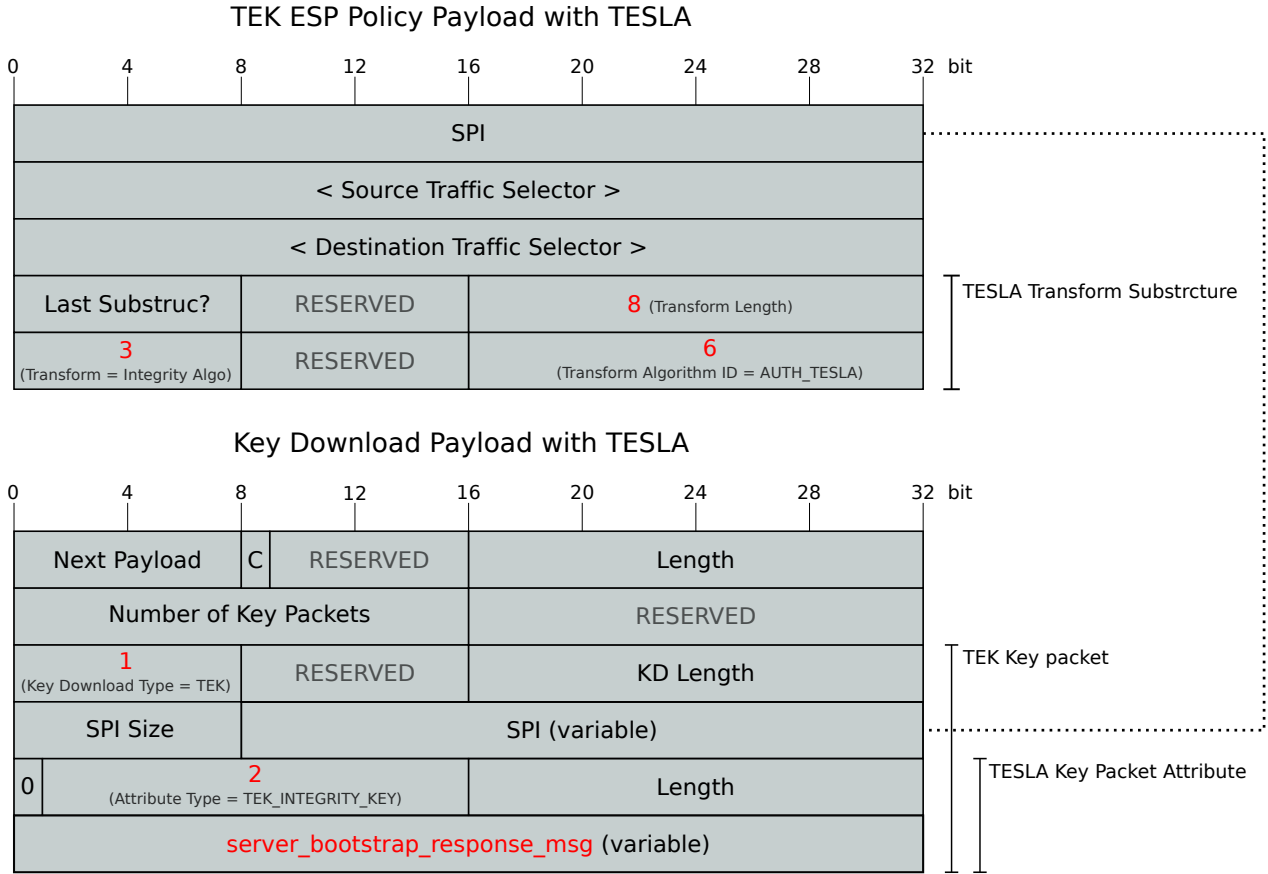 TEK ESP Policy Payload with TESLA
0 4 8 12 16 20 24 28 32 bit
SPI
< Source Traffic Selector >
< Destination Traffic Selector >
Last Substruc? RESERVED 8 (Transform Length)
TESLA Transform Substrcture
3 RESERVED 6
(Transform = Integrity Algo) (Transform Algorithm ID = AUTH_TESLA)
Key Download Payload with TESLA
0 4 8 12 16 20 24 28 32 bit
Next Payload C RESERVED Length
Number of Key Packets RESERVED
1 RESERVED KD Length
(Key Download Type = TEK)
TEK Key packet
SPI Size SPI (variable)
0 2 Length
(Attribute Type = TEK_INTEGRITY_KEY)
TESLA Key Packet Attribute
server_bootstrap_response_msg (variable)